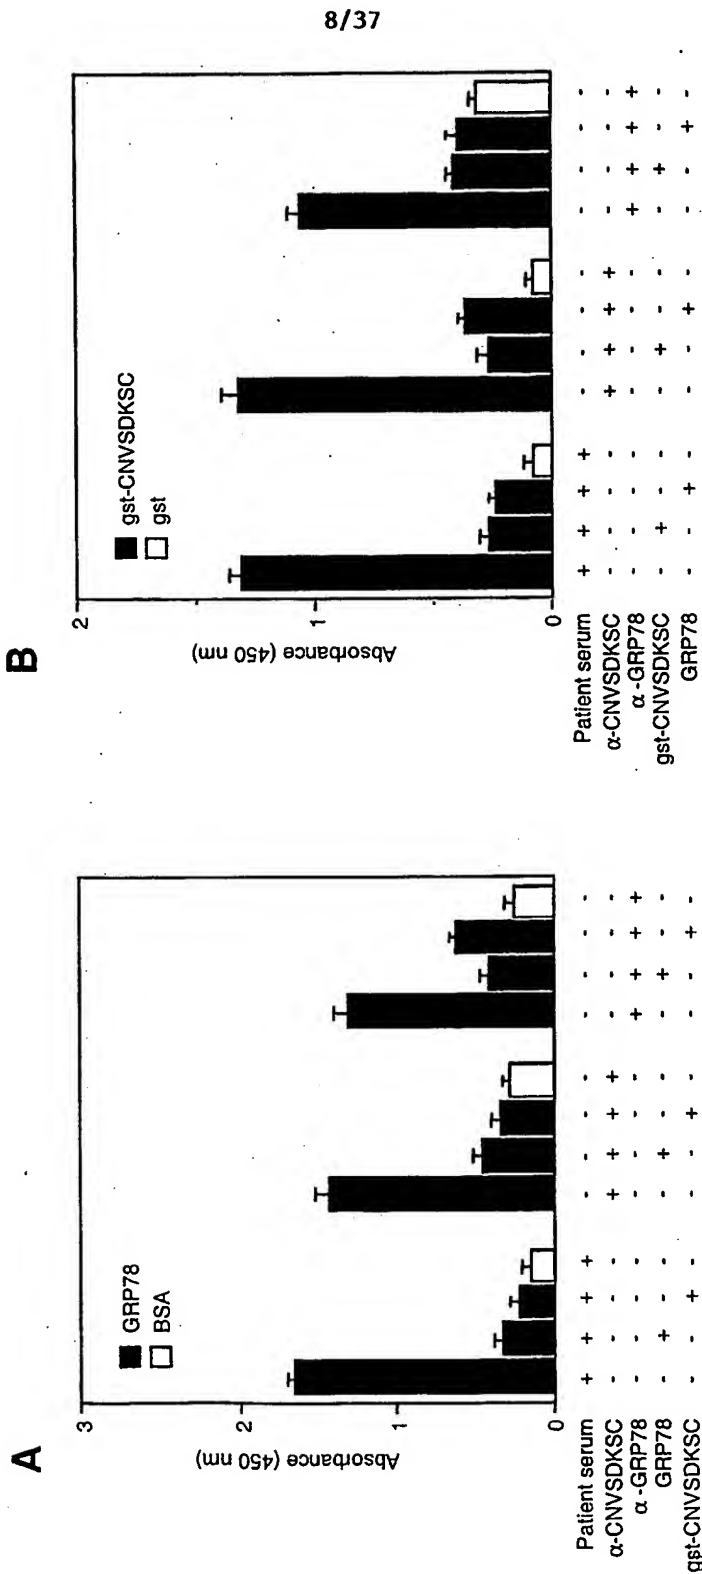 8/37
A
GRP78
BSA
3
2
1
0
Absorbance (450 nm)
Patient serum + + + + - - - - - - - -
α-CNVSDKSC - - - - + + + + - - - -
α -GRP78 - - - - - - - - + + + +
GRP78 - + - - - + - - - + - -
gst-CNVSDKSC - - + - - - + - - - + -
B
gst-CNVSDKSC
gst
2
1
0
Absorbance (450 nm)
Patient serum + + + + - - - - - - - -
α-CNVSDKSC - - - - + + + + - - - -
α -GRP78 - - - - - - - - + + + +
gst-CNVSDKSC - + - - - + - - - + - -
GRP78 - - + - - - + - - - + -